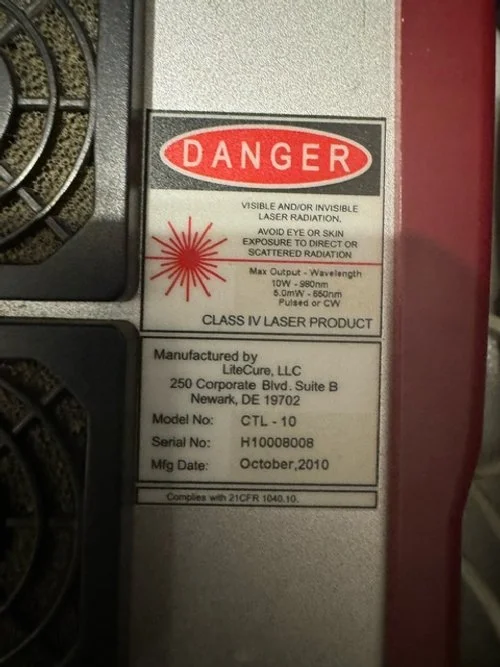 DANGER
VISIBLE AND/OR INVISIBLE
LASER RADIATION.
AVOID EYE OR SKIN
EXPOSURE TO DIRECT OR
SCATTERED RADIATION
Max Output - Wavelength
10W - 980nm
5.0mW - 650nm
Pulsed or CW
CLASS IV LASER PRODUCT
Manufactured by
LiteCure, LLC
250 Corporate Blvd. Suite B
Newark, DE 19702
Model No: CTL - 10
Serial No: H10008008
Mfg Date: October,2010
Complies with 21CFR 1040.10.